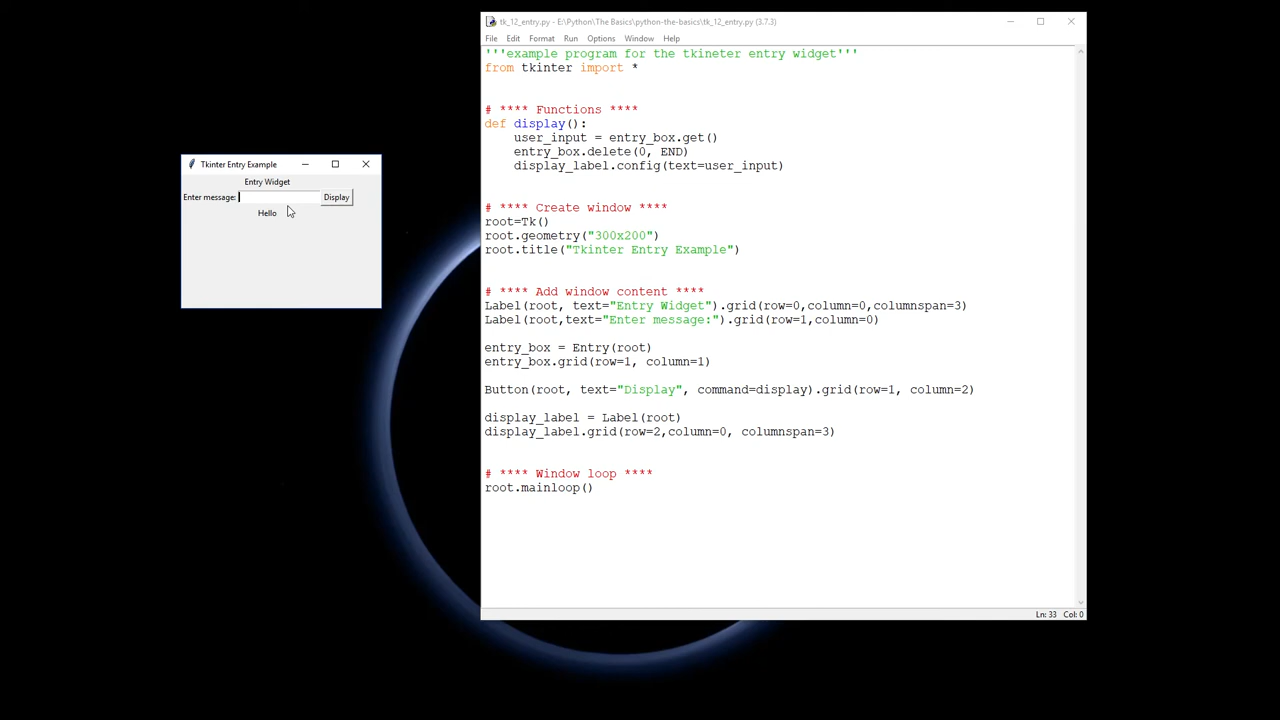 Tkinter Entry Example
Entry Widget
Enter message:
Display
Hello
tk_12_entry.py - E:\Python\The Basics\python-the-basics\tk_12_entry.py (3.7.3)
File Edit Format Run Options Window Help
'''example program for the tkineter entry widget'''
from tkinter import *
# **** Functions ****
def display():
    user_input = entry_box.get()
    entry_box.delete(0, END)
    display_label.config(text=user_input)
# **** Create window ****
root=Tk()
root.geometry("300x200")
root.title("Tkinter Entry Example")
# **** Add window content ****
Label(root, text="Entry Widget").grid(row=0,column=0,columnspan=3)
Label(root,text="Enter message:").grid(row=1,column=0)
entry_box = Entry(root)
entry_box.grid(row=1, column=1)
Button(root, text="Display", command=display).grid(row=1, column=2)
display_label = Label(root)
display_label.grid(row=2,column=0, columnspan=3)
# **** Window loop ****
root.mainloop()
Ln: 33 Col: 0